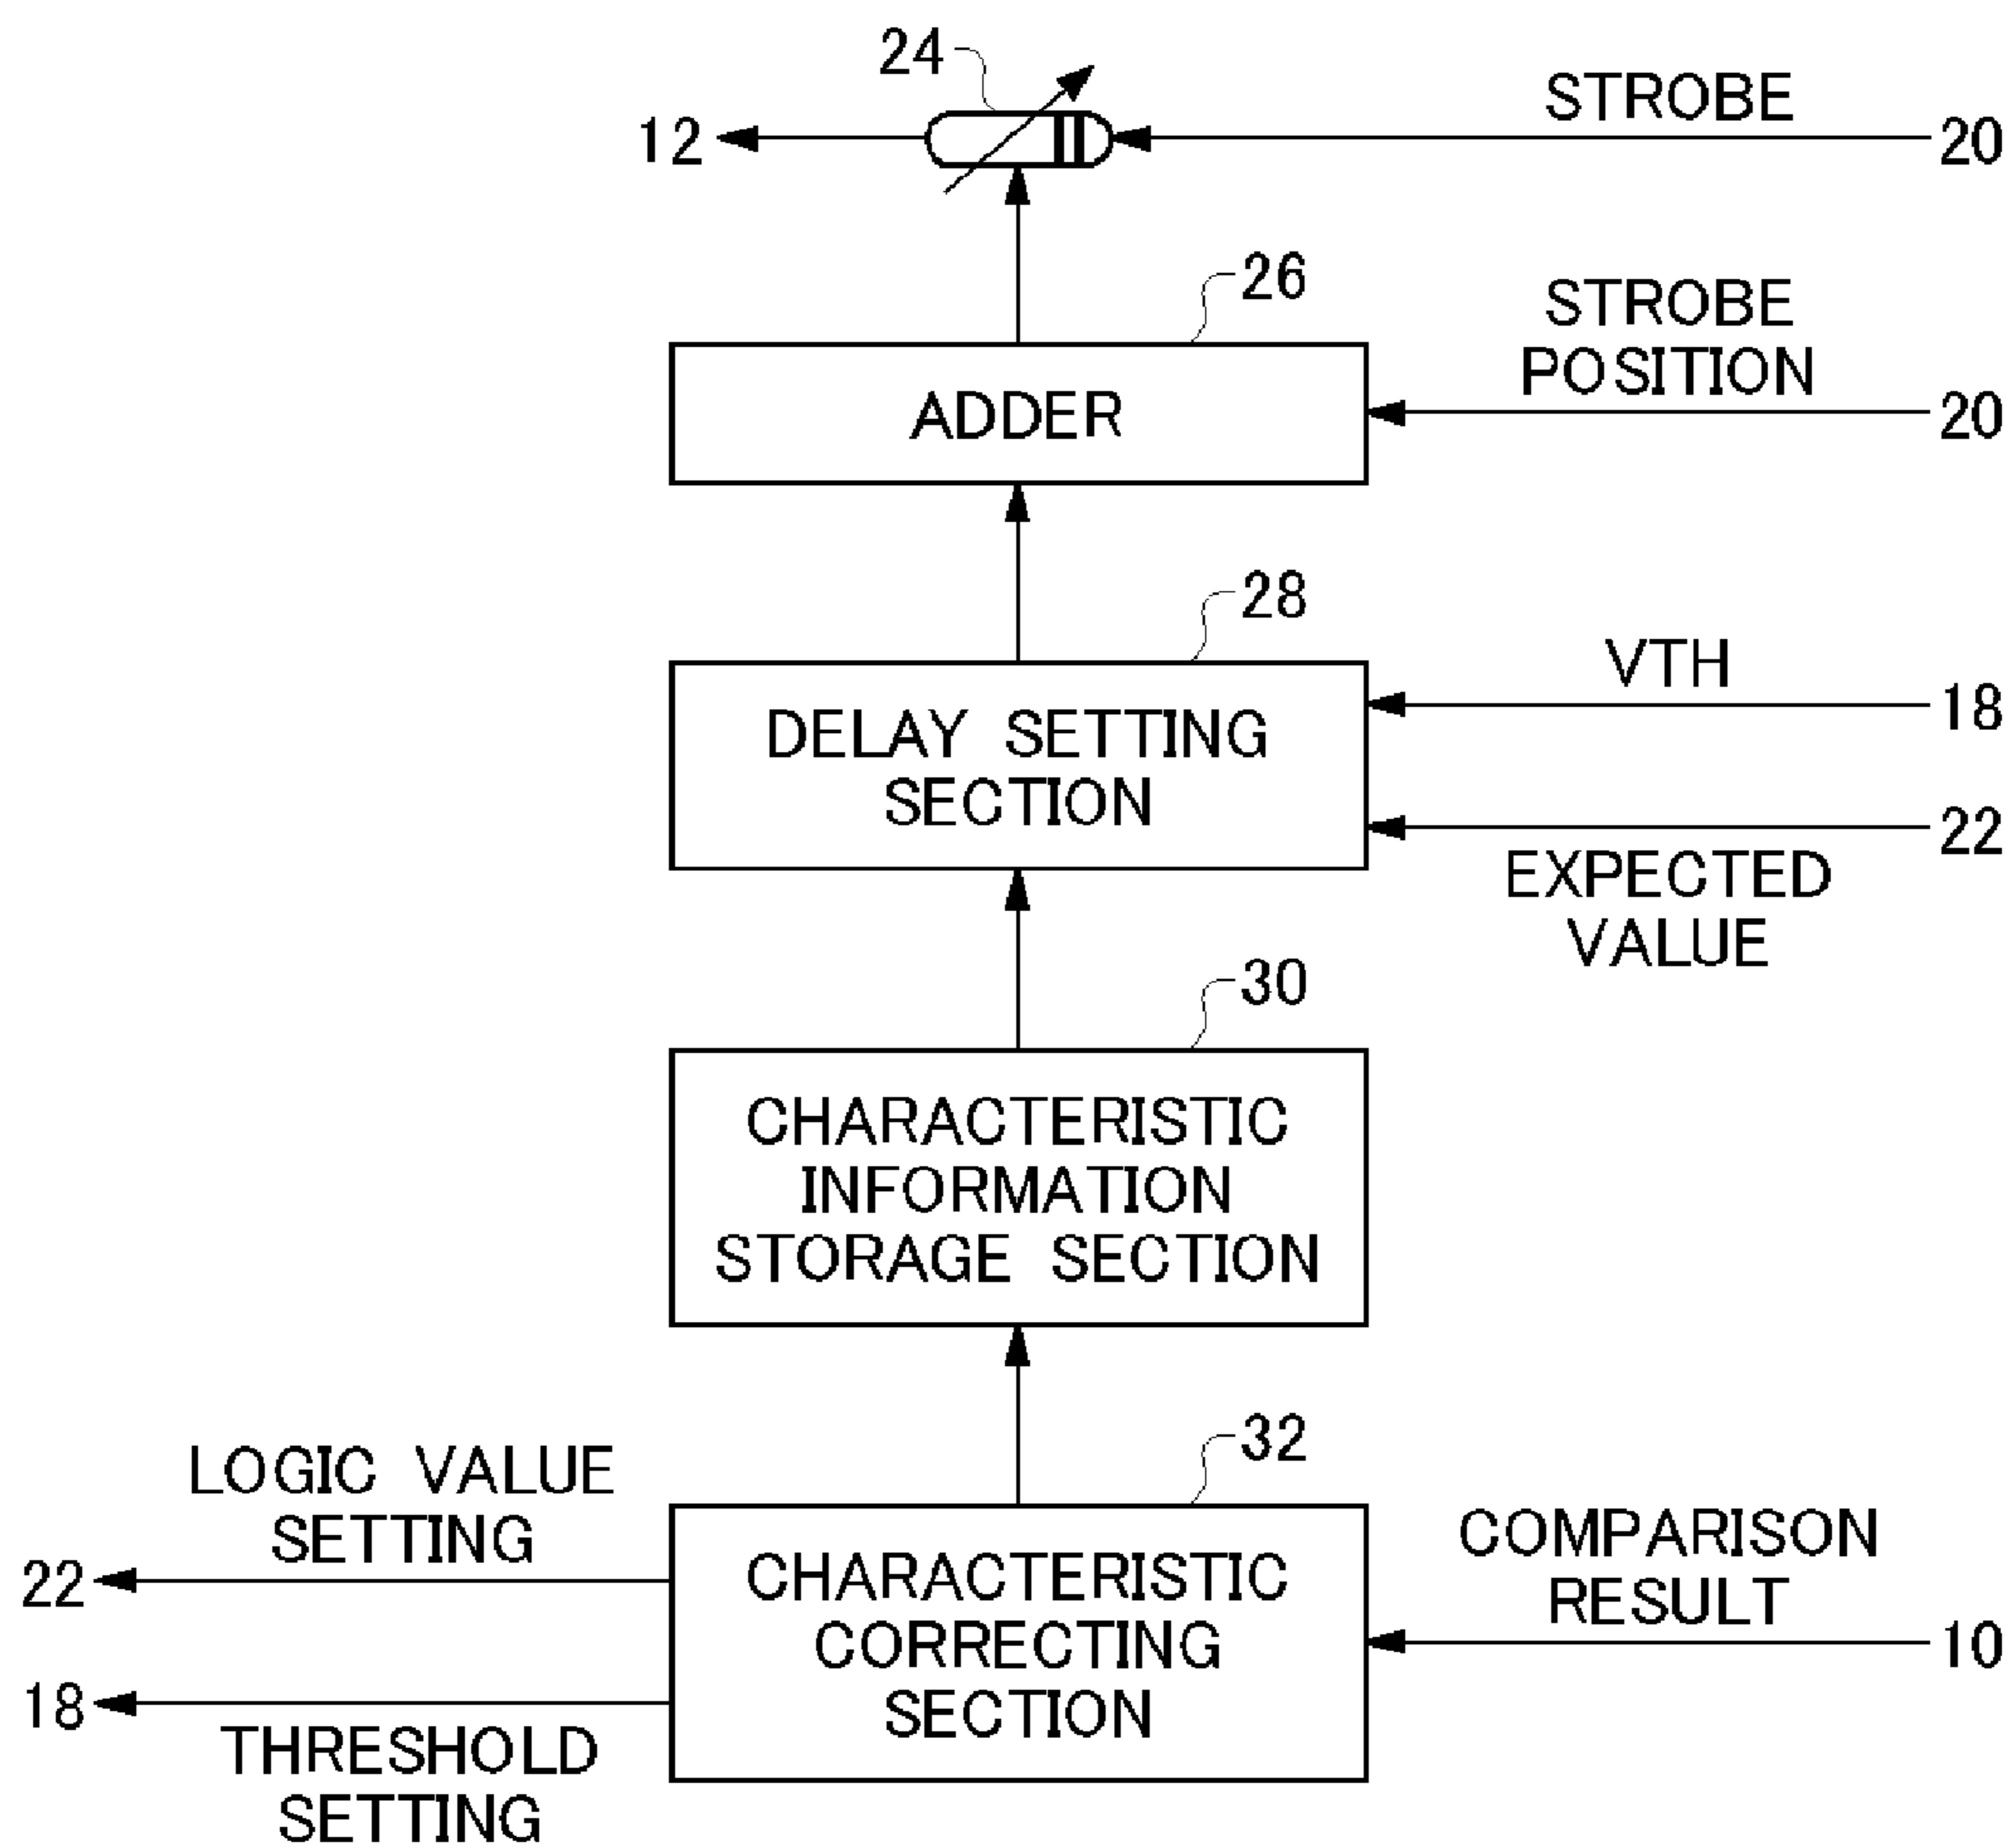 24
STROBE
12
20
26
STROBE
POSITION
ADDER
20
28
VTH
18
DELAY SETTING
SECTION
22
EXPECTED
VALUE
30
CHARACTERISTIC
INFORMATION
STORAGE SECTION
32
LOGIC VALUE
SETTING
22
COMPARISON
RESULT
CHARACTERISTIC
CORRECTING
SECTION
10
18
THRESHOLD
SETTING